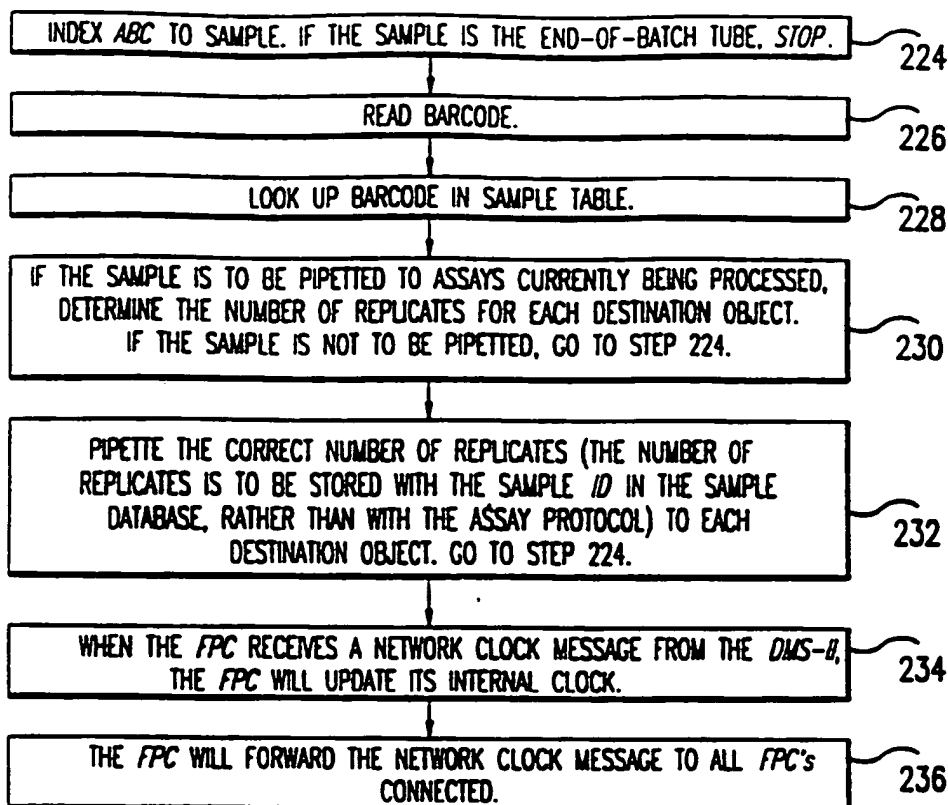 INDEX ABC TO SAMPLE. IF THE SAMPLE IS THE END-OF-BATCH TUBE, STOP.
224
READ BARCODE.
226
LOOK UP BARCODE IN SAMPLE TABLE.
228
IF THE SAMPLE IS TO BE PIPETTED TO ASSAYS CURRENTLY BEING PROCESSED,
DETERMINE THE NUMBER OF REPLICATES FOR EACH DESTINATION OBJECT.
IF THE SAMPLE IS NOT TO BE PIPETTED, GO TO STEP 224.
230
PIPETTE THE CORRECT NUMBER OF REPLICATES (THE NUMBER OF
REPLICATES IS TO BE STORED WITH THE SAMPLE ID IN THE SAMPLE
DATABASE, RATHER THAN WITH THE ASSAY PROTOCOL) TO EACH
DESTINATION OBJECT. GO TO STEP 224.
232
WHEN THE FPC RECEIVES A NETWORK CLOCK MESSAGE FROM THE DMS-II,
THE FPC WILL UPDATE ITS INTERNAL CLOCK.
234
THE FPC WILL FORWARD THE NETWORK CLOCK MESSAGE TO ALL FPC's
CONNECTED.
236